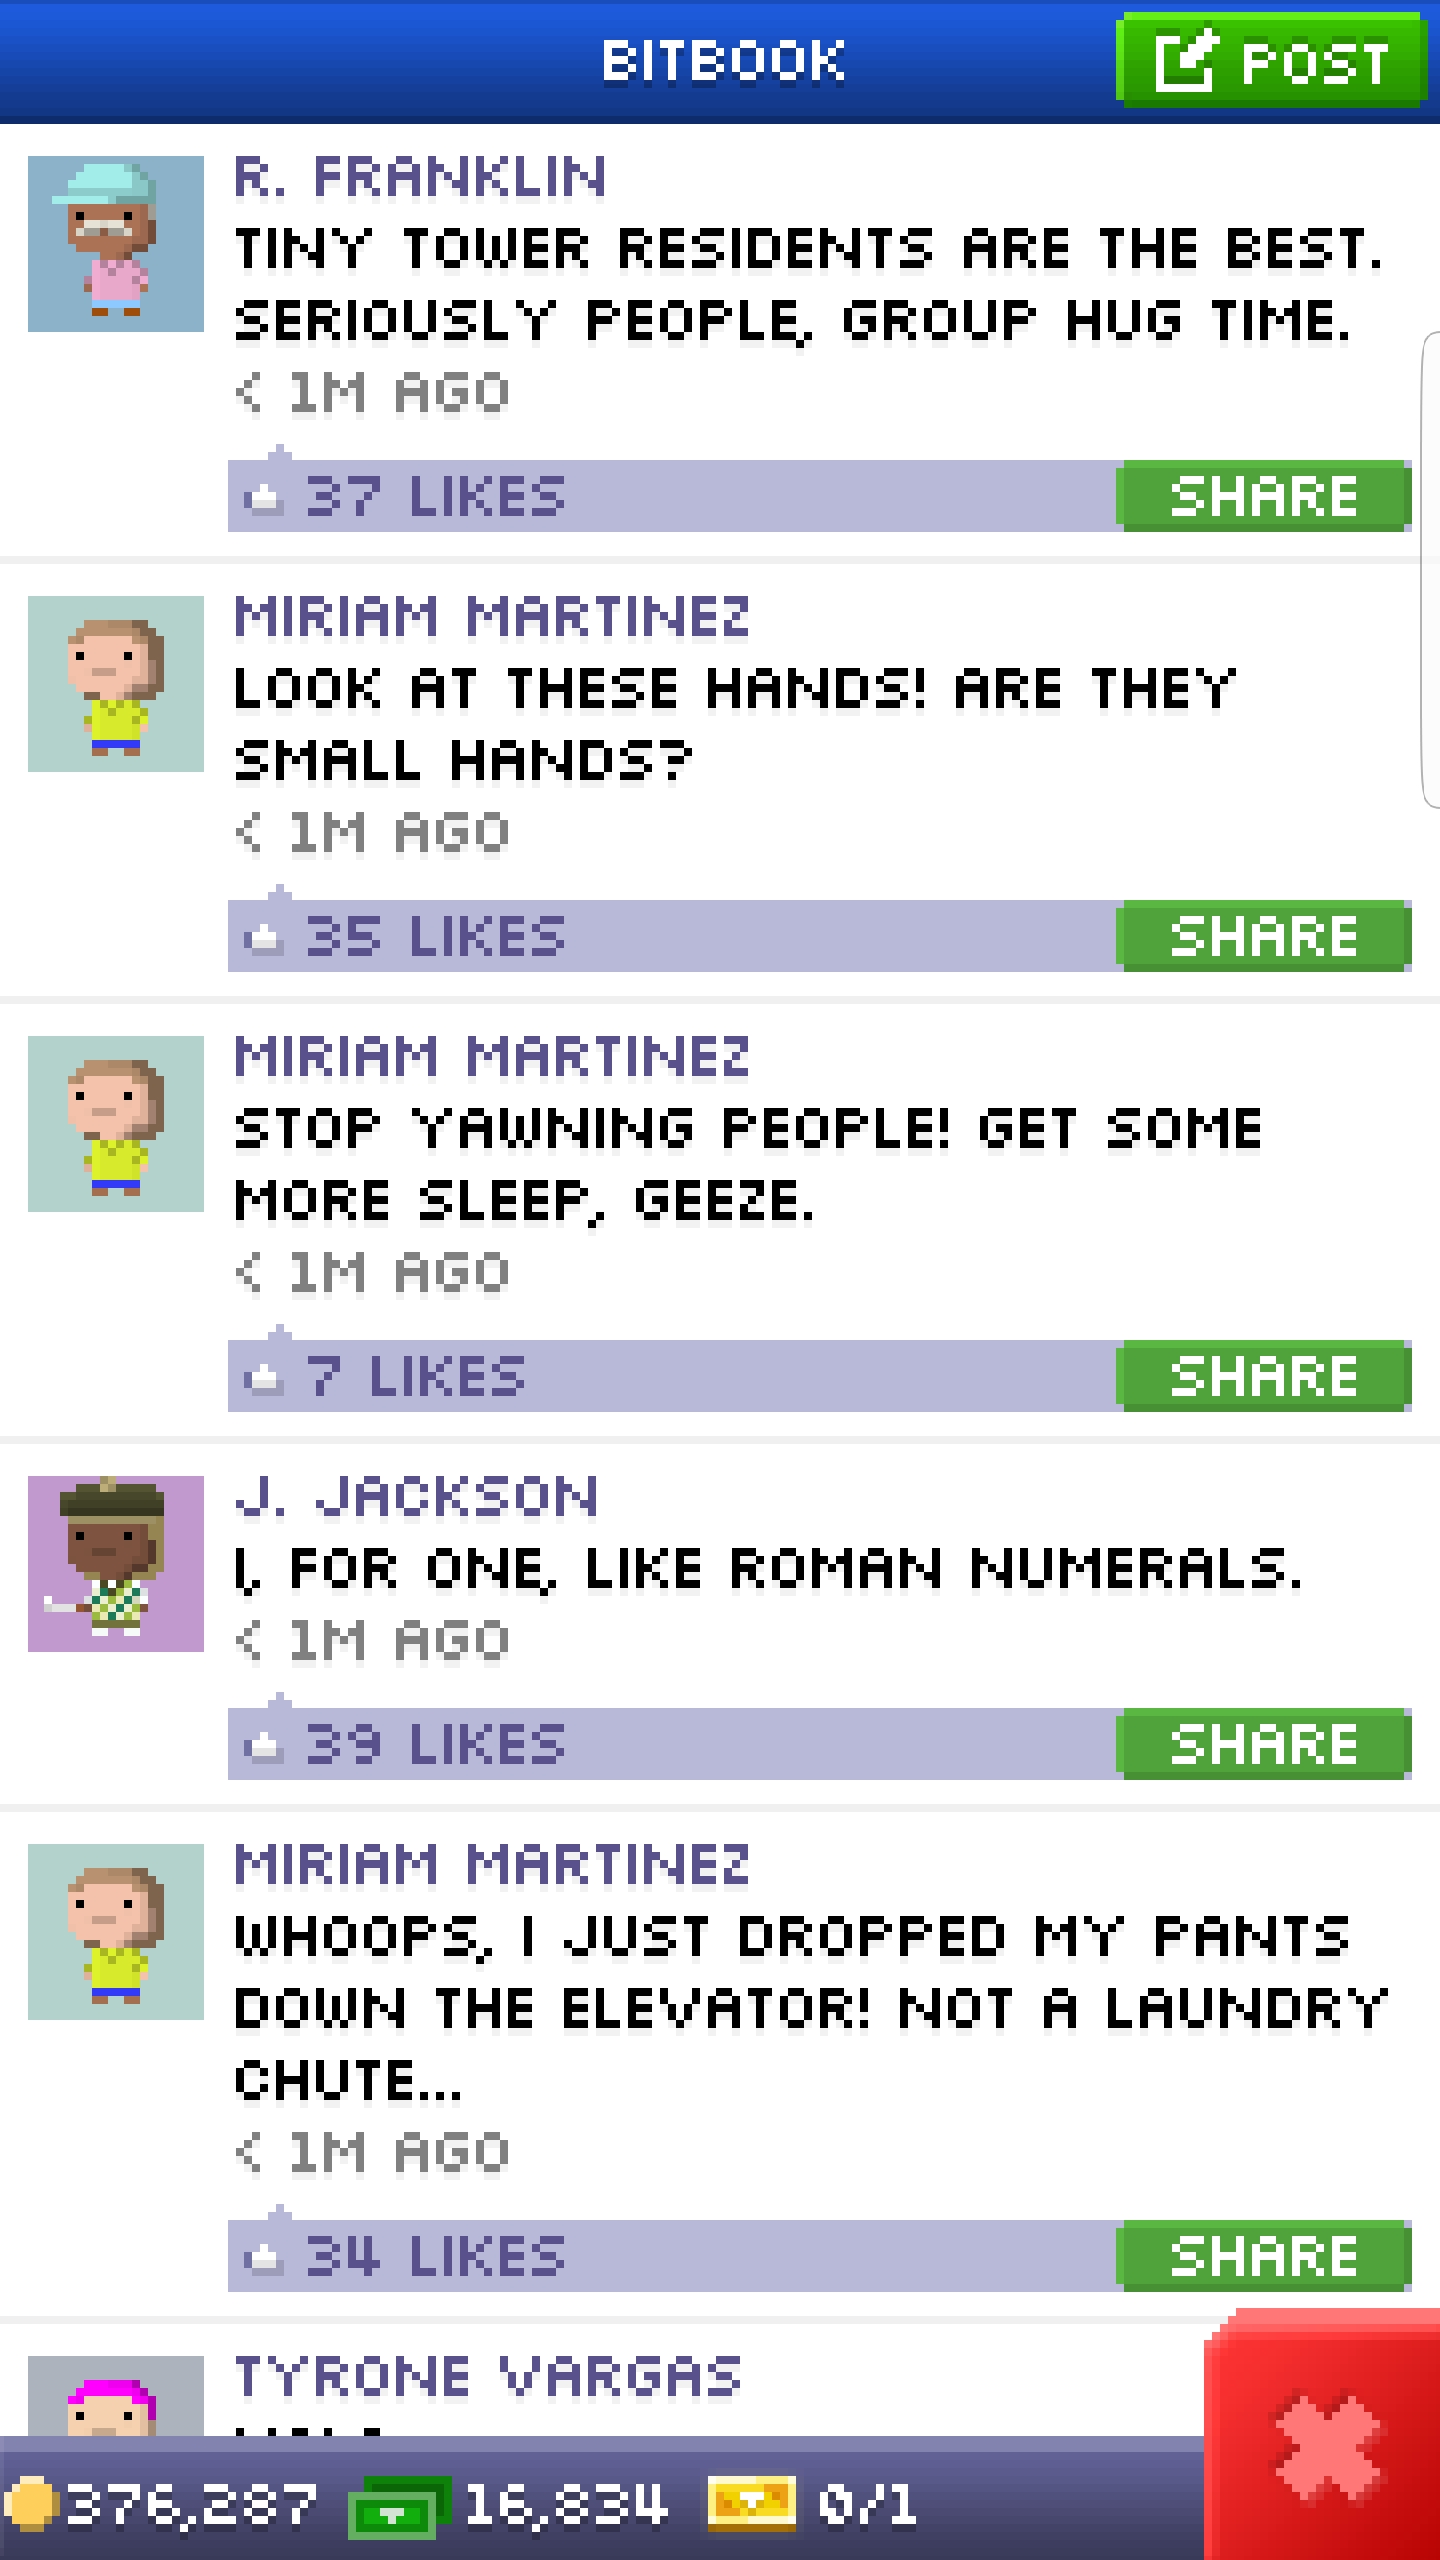 BITBOOK
POST
R. FRANKLIN
TINY TOWER RESIDENTS ARE THE BEST.
SERIOUSLY PEOPLE, GROUP HUG TIME.
< 1M AGO
37 LIKES
SHARE
MIRIAM MARTINEZ
LOOK AT THESE HANDS! ARE THEY
SMALL HANDS?
< 1M AGO
35 LIKES
SHARE
MIRIAM MARTINEZ
STOP YAWNING PEOPLE! GET SOME
MORE SLEEP, GEEZE.
< 1M AGO
7 LIKES
SHARE
J. JACKSON
I, FOR ONE, LIKE ROMAN NUMERALS.
< 1M AGO
39 LIKES
SHARE
MIRIAM MARTINEZ
WHOOPS, I JUST DROPPED MY PANTS
DOWN THE ELEVATOR! NOT A LAUNDRY
CHUTE...
< 1M AGO
34 LIKES
SHARE
TYRONE VARGAS
376,287
16,834
0/1